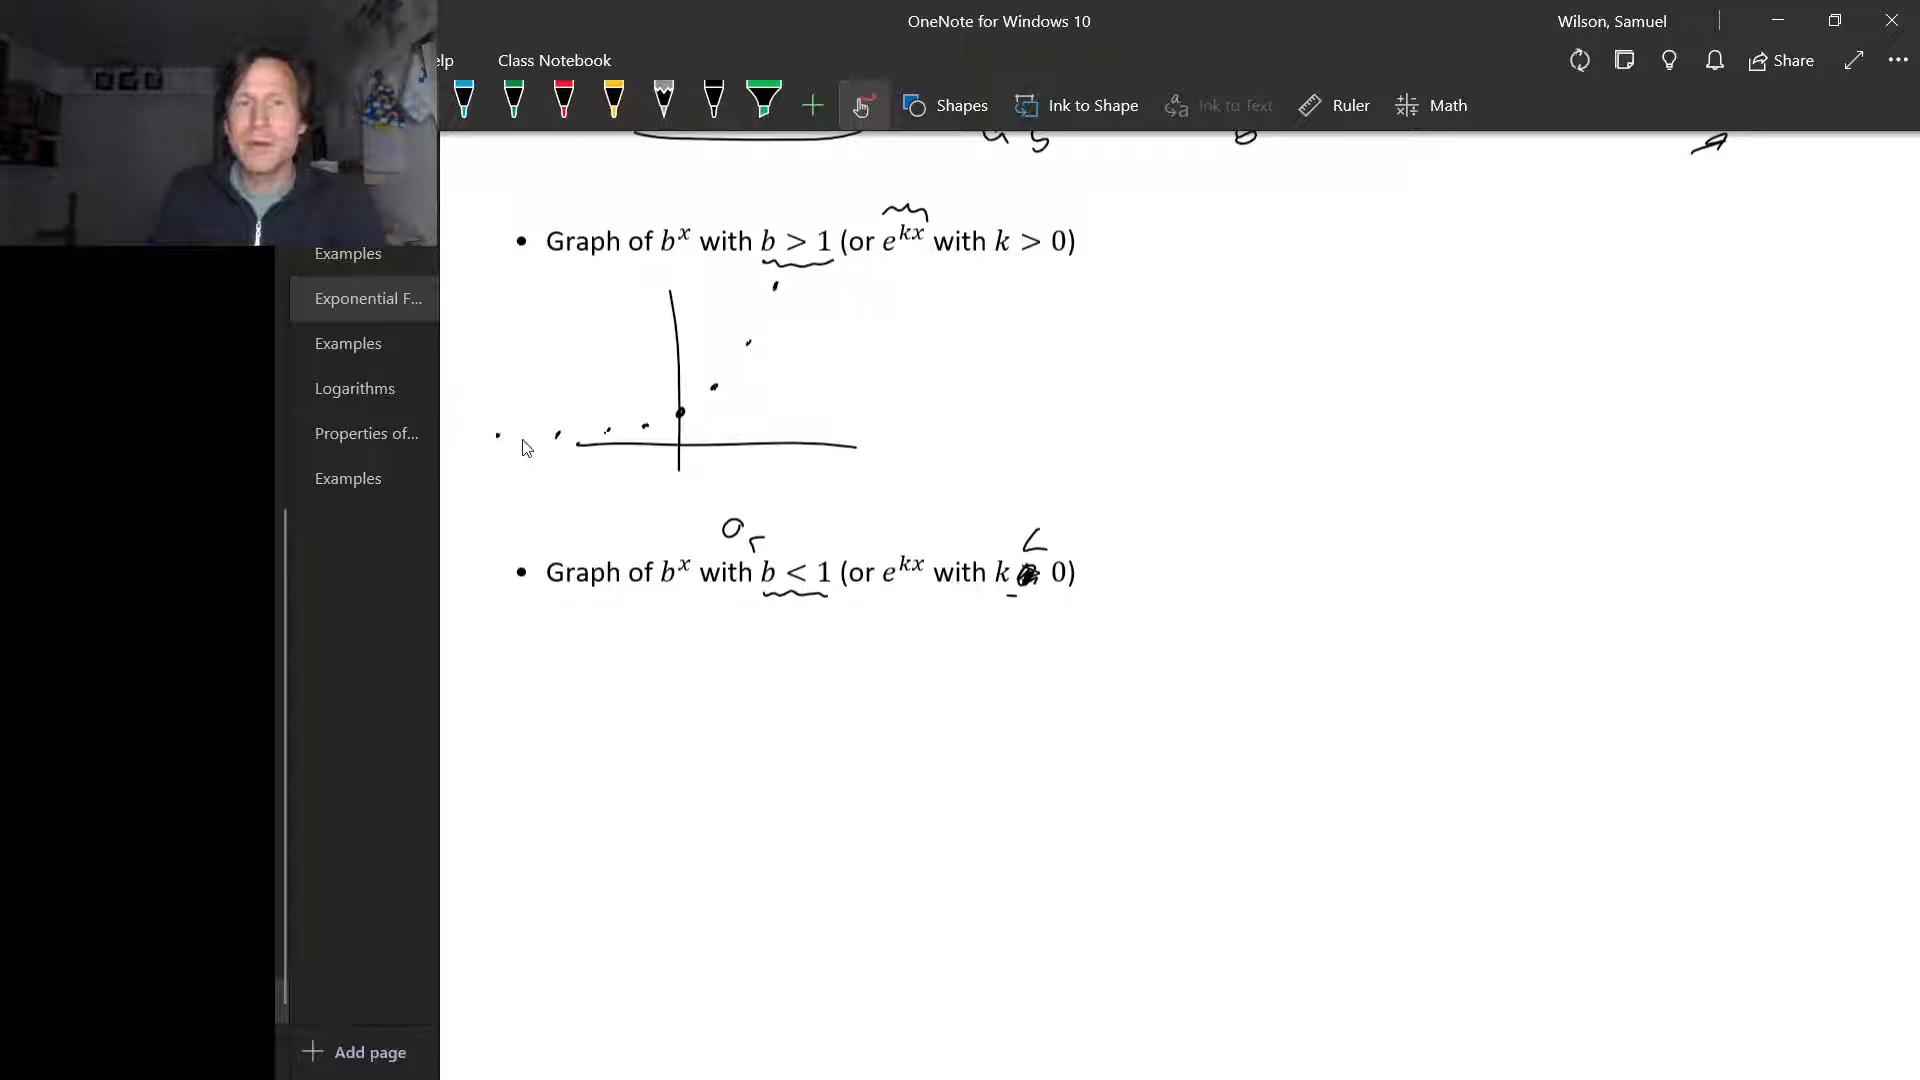 OneNote for Windows 10
Wilson, Samuel
elp
Class Notebook
Share
Shapes
Ink to Shape
Ink to Text
Ruler
Math
Examples
Exponential F...
Examples
Logarithms
Properties of...
Examples
Add page
• Graph of b^x with b > 1 (or e^{kx} with k > 0)
0 <
<
• Graph of b^x with b < 1 (or e^{kx} with k 0)